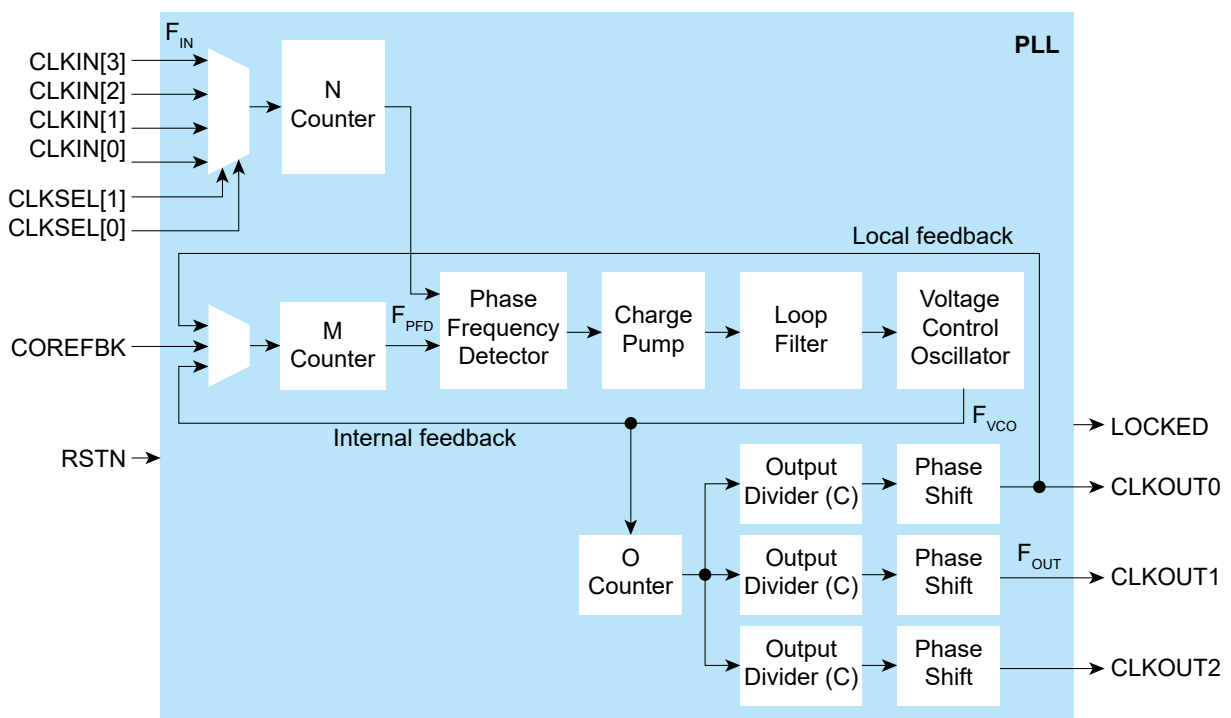 F_IN
PLL
CLKIN[3]
CLKIN[2]
CLKIN[1]
CLKIN[0]
CLKSEL[1]
CLKSEL[0]
N
Counter
Local feedback
COREFBK
M
Counter
F_PFD
Phase
Frequency
Detector
Charge
Pump
Loop
Filter
Voltage
Control
Oscillator
Internal feedback
F_VCO
RSTN
LOCKED
Output
Divider (C)
Phase
Shift
CLKOUT0
O
Counter
Output
Divider (C)
Phase
Shift
F_OUT
CLKOUT1
Output
Divider (C)
Phase
Shift
CLKOUT2